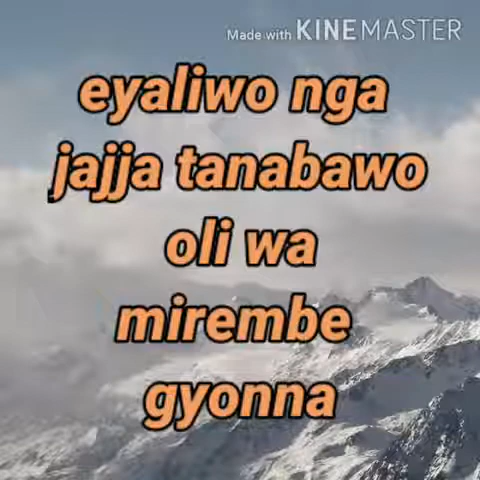 Made with KINEMASTER
eyaliwo nga
jajja tanabawo
oli wa
mirembe
gyonna